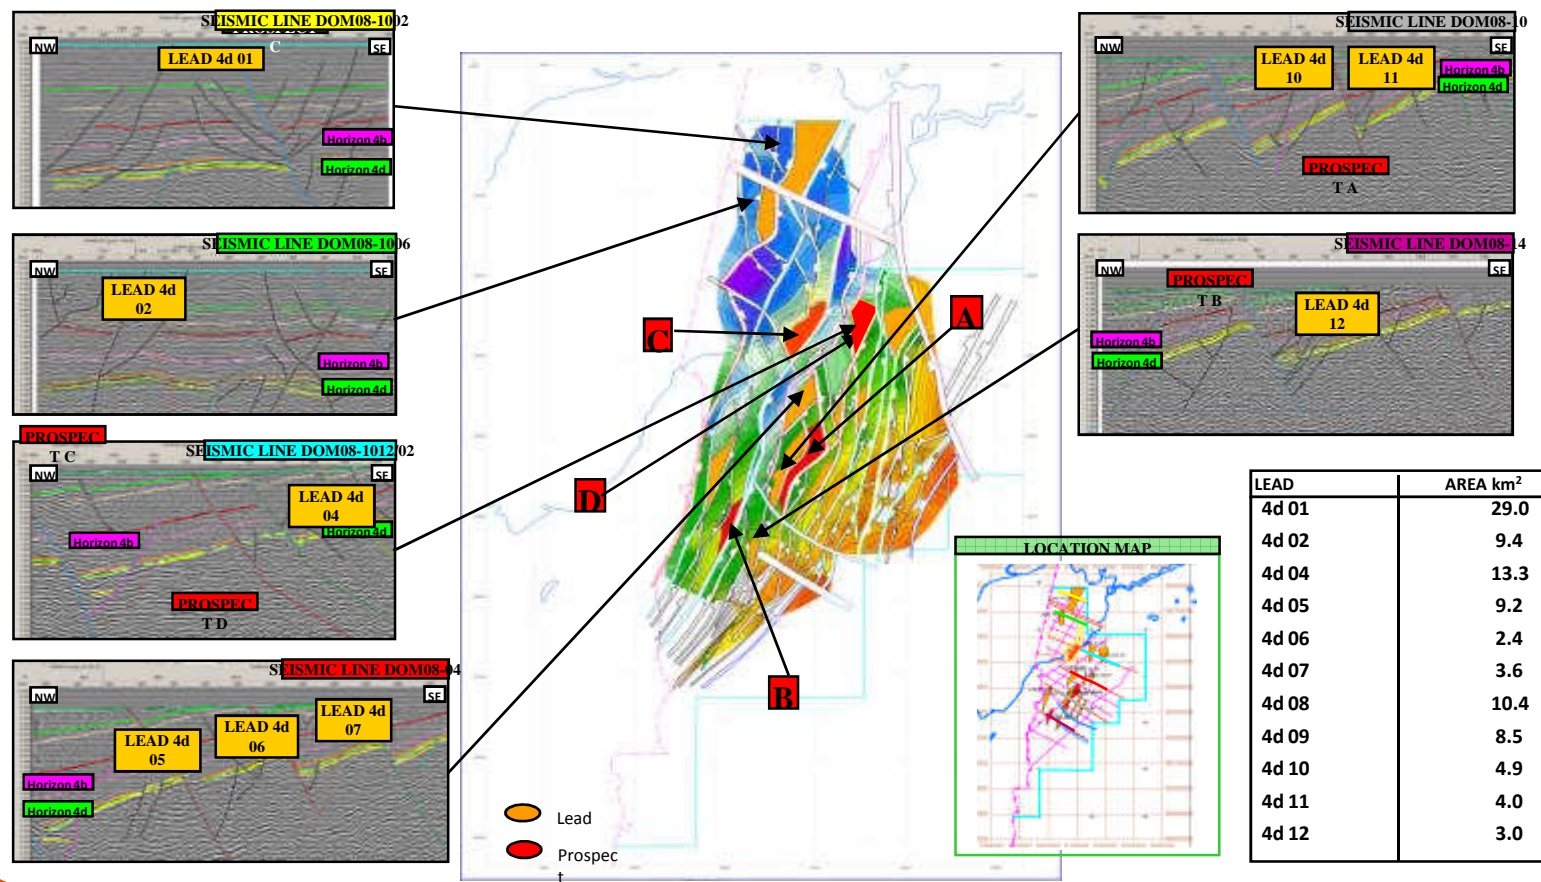 SEISMIC LINE DOM08-1002
PROSPECT
C
NW
SE
LEAD 4d 01
Horizon 4b
Horizon 4d
SEISMIC LINE DOM08-1006
NW
SE
LEAD 4d
02
Horizon 4b
Horizon 4d
PROSPEC
T C
SEISMIC LINE DOM08-1012/02
NW
SE
LEAD 4d
04
Horizon 4b
Horizon 4d
PROSPEC
T D
SEISMIC LINE DOM08-04
NW
SE
LEAD 4d
05
LEAD 4d
06
LEAD 4d
07
Horizon 4b
Horizon 4d
C
A
D
B
Lead
Prospec
t
SEISMIC LINE DOM08-10
NW
SE
LEAD 4d
10
LEAD 4d
11
Horizon 4b
Horizon 4d
PROSPEC
T A
SEISMIC LINE DOM08-14
NW
SE
PROSPEC
T B
LEAD 4d
12
Horizon 4b
Horizon 4d
LOCATION MAP
LEAD AREA km²
4d 01 29.0
4d 02 9.4
4d 04 13.3
4d 05 9.2
4d 06 2.4
4d 07 3.6
4d 08 10.4
4d 09 8.5
4d 10 4.9
4d 11 4.0
4d 12 3.0